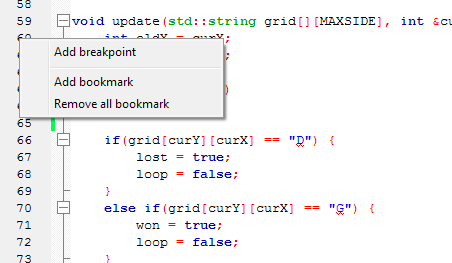 58
59 void update(std::string grid[][MAXSIDE], int &cu
60 int oldX = curX;
Add breakpoint
;
Add bookmark
)
Remove all bookmark
65
66 if(grid[curY][curX] == "D") {
67 lost = true;
68 loop = false;
69 }
70 else if(grid[curY][curX] == "G") {
71 won = true;
72 loop = false;
73 }